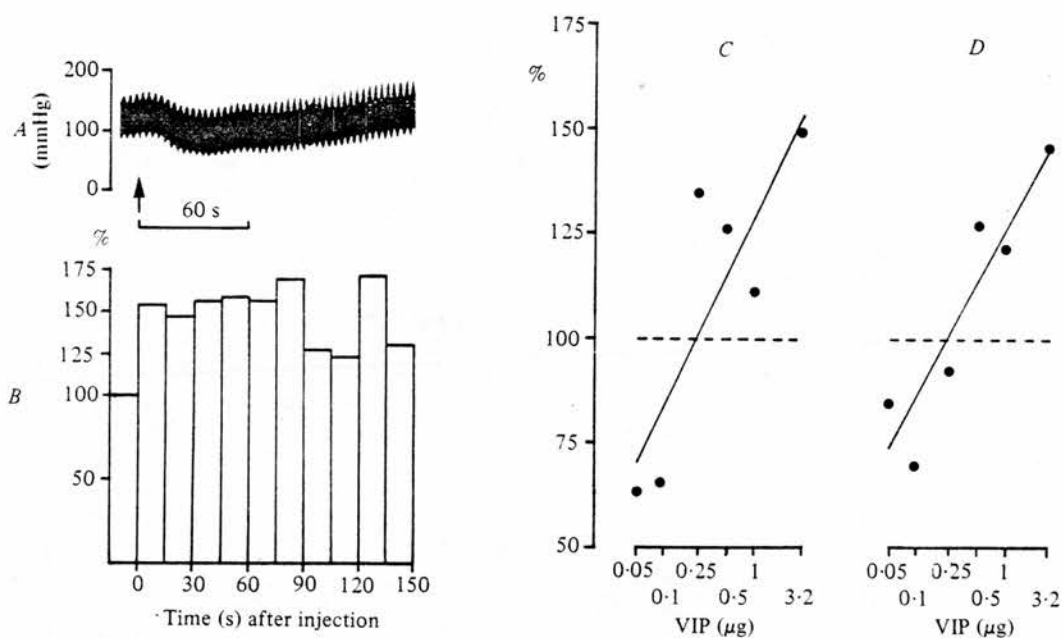 A
(mmHg)
200
100
0
60 s
%
B
175
150
125
100
50
0 30 60 90 120 150
Time (s) after injection
%
175
150
125
100
75
50
C
0·05 0·25 1
0·1 0·5 3·2
VIP (μg)
D
0·05 0·25 1
0·1 0·5 3·2
VIP (μg)